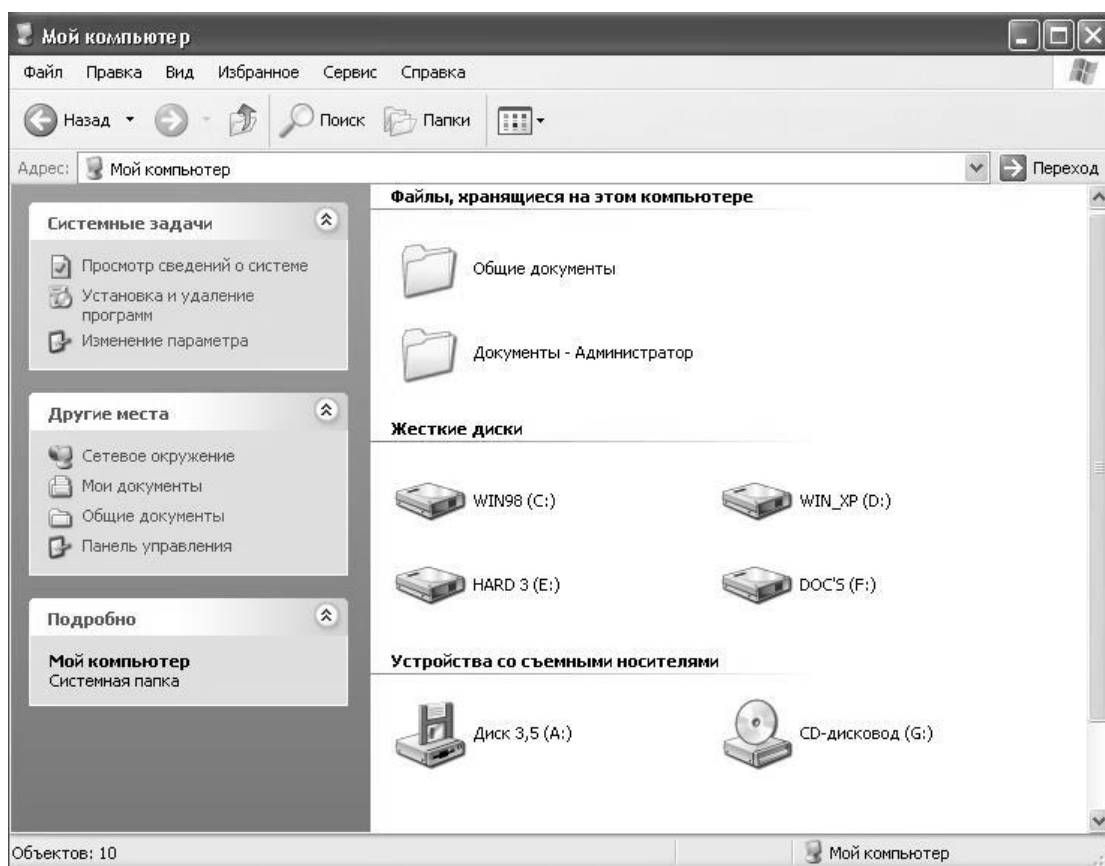 Мой компьютер
Файл Правка Вид Избранное Сервис Справка
Назад Поиск Папки
Адрес: Мой компьютер Переход
Системные задачи
Просмотр сведений о системе
Установка и удаление
программ
Изменение параметра
Другие места
Сетевое окружение
Мои документы
Общие документы
Панель управления
Подробно
Мой компьютер
Системная папка
Файлы, хранящиеся на этом компьютере
Общие документы
Документы - Администратор
Жесткие диски
WIN98 (C:) WIN_XP (D:)
HARD 3 (E:) DOC'S (F:)
Устройства со съемными носителями
Диск 3,5 (A:) CD-дисковод (G:)
Объектов: 10 Мой компьютер